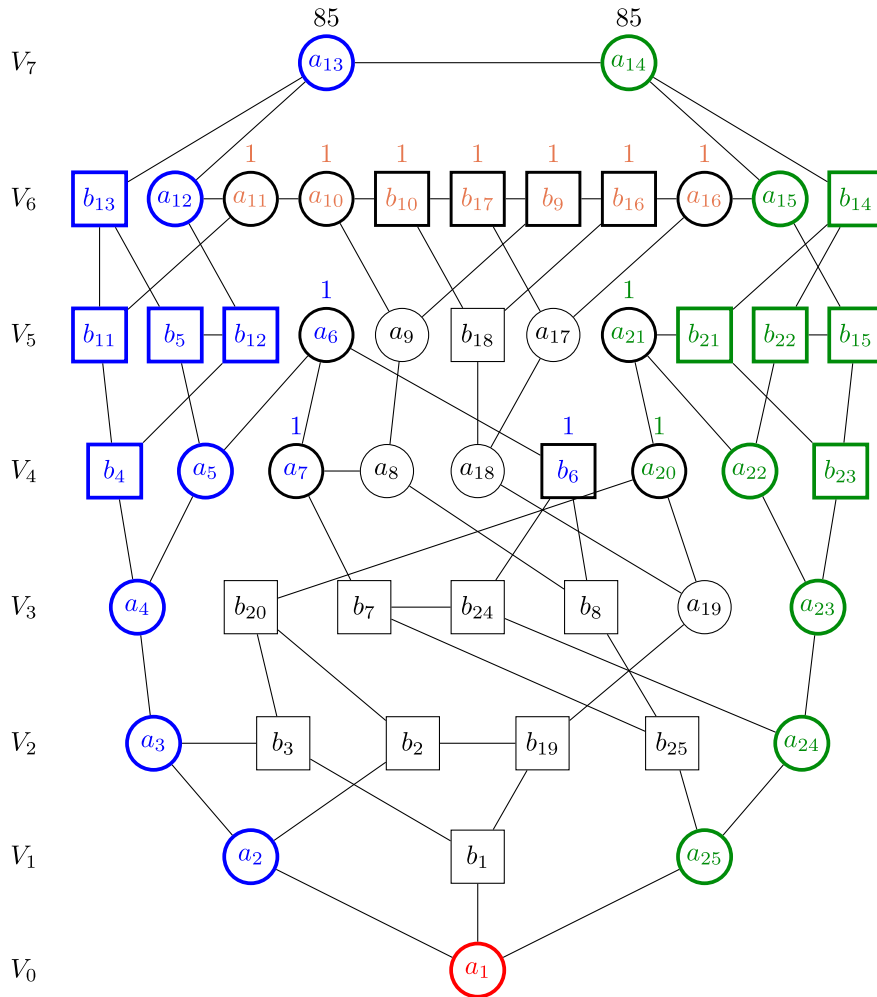 85 85
V₇ a₁₃ a₁₄
1 1 1 1 1 1 1
V₆ b₁₃ a₁₂ a₁₁ a₁₀ b₁₀ b₁₇ b₉ b₁₆ a₁₆ a₁₅ b₁₄
1 1
V₅ b₁₁ b₅ b₁₂ a₆ a₉ b₁₈ a₁₇ a₂₁ b₂₁ b₂₂ b₁₅
1 1 1
V₄ b₄ a₅ a₇ a₈ a₁₈ b₆ a₂₀ a₂₂ b₂₃
V₃ a₄ b₂₀ b₇ b₂₄ b₈ a₁₉ a₂₃
V₂ a₃ b₃ b₂ b₁₉ b₂₅ a₂₄
V₁ a₂ b₁ a₂₅
V₀ a₁